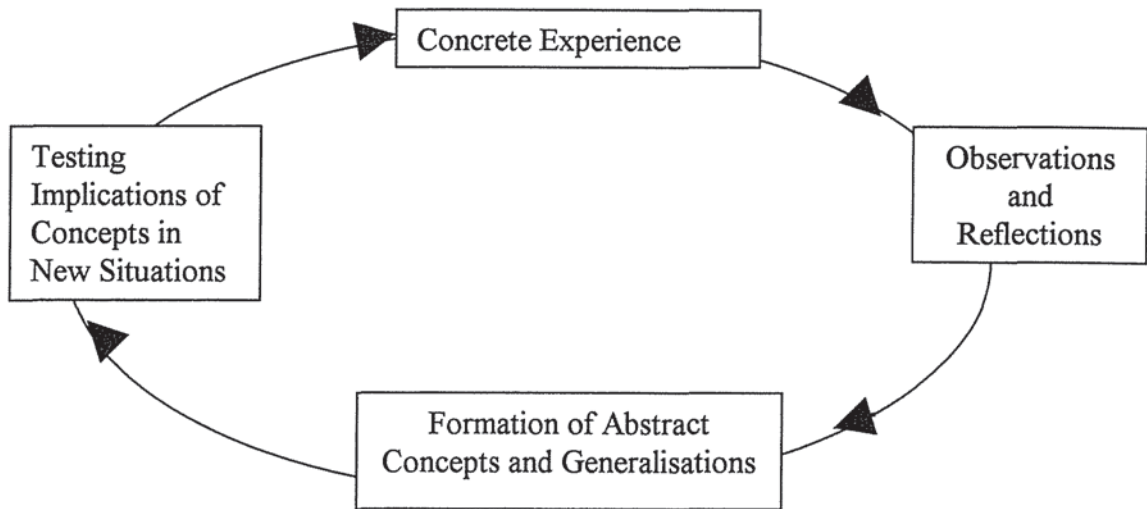 Concrete Experience
Observations
and
Reflections
Formation of Abstract
Concepts and Generalisations
Testing
Implications of
Concepts in
New Situations